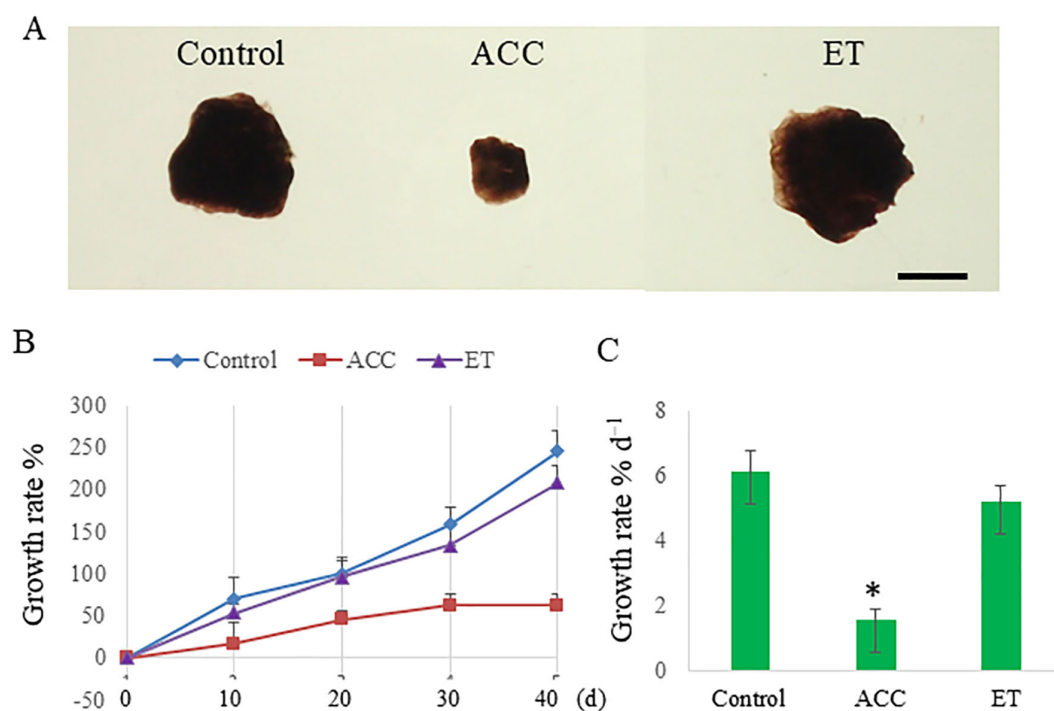 A
Control ACC ET
B
Control ACC ET
Growth rate %
300
250
200
150
100
50
0
-50
0 10 20 30 40 (d)
C
Growth rate % d⁻¹
8
6
4
2
0
*
Control ACC ET